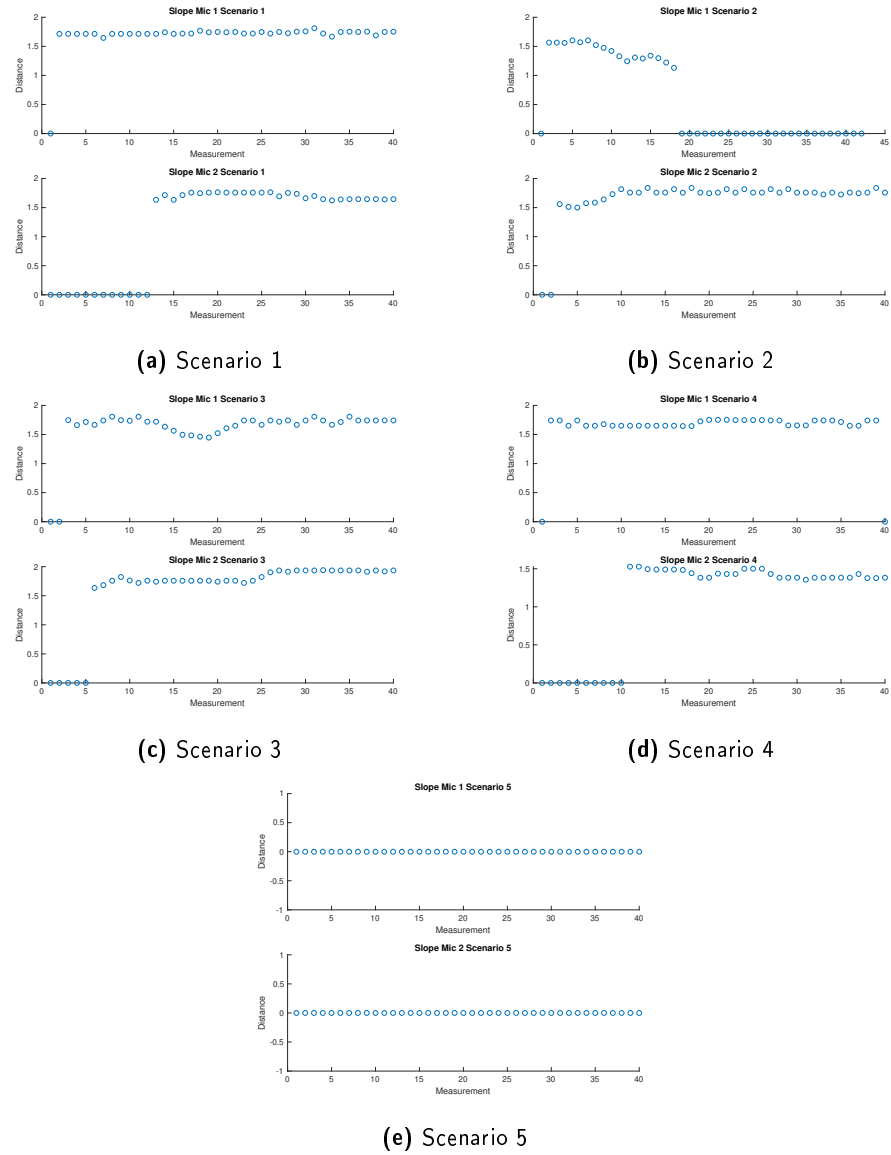 Slope Mic 1 Scenario 1
2
1.5
1
0.5
0
Distance
0 5 10 15 20 25 30 35 40
Measurement
Slope Mic 2 Scenario 1
2
1.5
1
0.5
0
Distance
0 5 10 15 20 25 30 35 40
Measurement
(a) Scenario 1
Slope Mic 1 Scenario 2
2
1.5
1
0.5
0
Distance
0 5 10 15 20 25 30 35 40 45
Measurement
Slope Mic 2 Scenario 2
2
1.5
1
0.5
0
Distance
0 5 10 15 20 25 30 35 40
Measurement
(b) Scenario 2
Slope Mic 1 Scenario 3
2
1.5
1
0.5
0
Distance
0 5 10 15 20 25 30 35 40
Measurement
Slope Mic 2 Scenario 3
2
1.5
1
0.5
0
Distance
0 5 10 15 20 25 30 35 40
Measurement
(c) Scenario 3
Slope Mic 1 Scenario 4
2
1.5
1
0.5
0
Distance
0 5 10 15 20 25 30 35 40
Measurement
Slope Mic 2 Scenario 4
1.5
1
0.5
0
Distance
0 5 10 15 20 25 30 35 40
Measurement
(d) Scenario 4
Slope Mic 1 Scenario 5
1
0.5
0
-0.5
-1
Distance
0 5 10 15 20 25 30 35 40
Measurement
Slope Mic 2 Scenario 5
1
0.5
0
-0.5
-1
Distance
0 5 10 15 20 25 30 35 40
Measurement
(e) Scenario 5